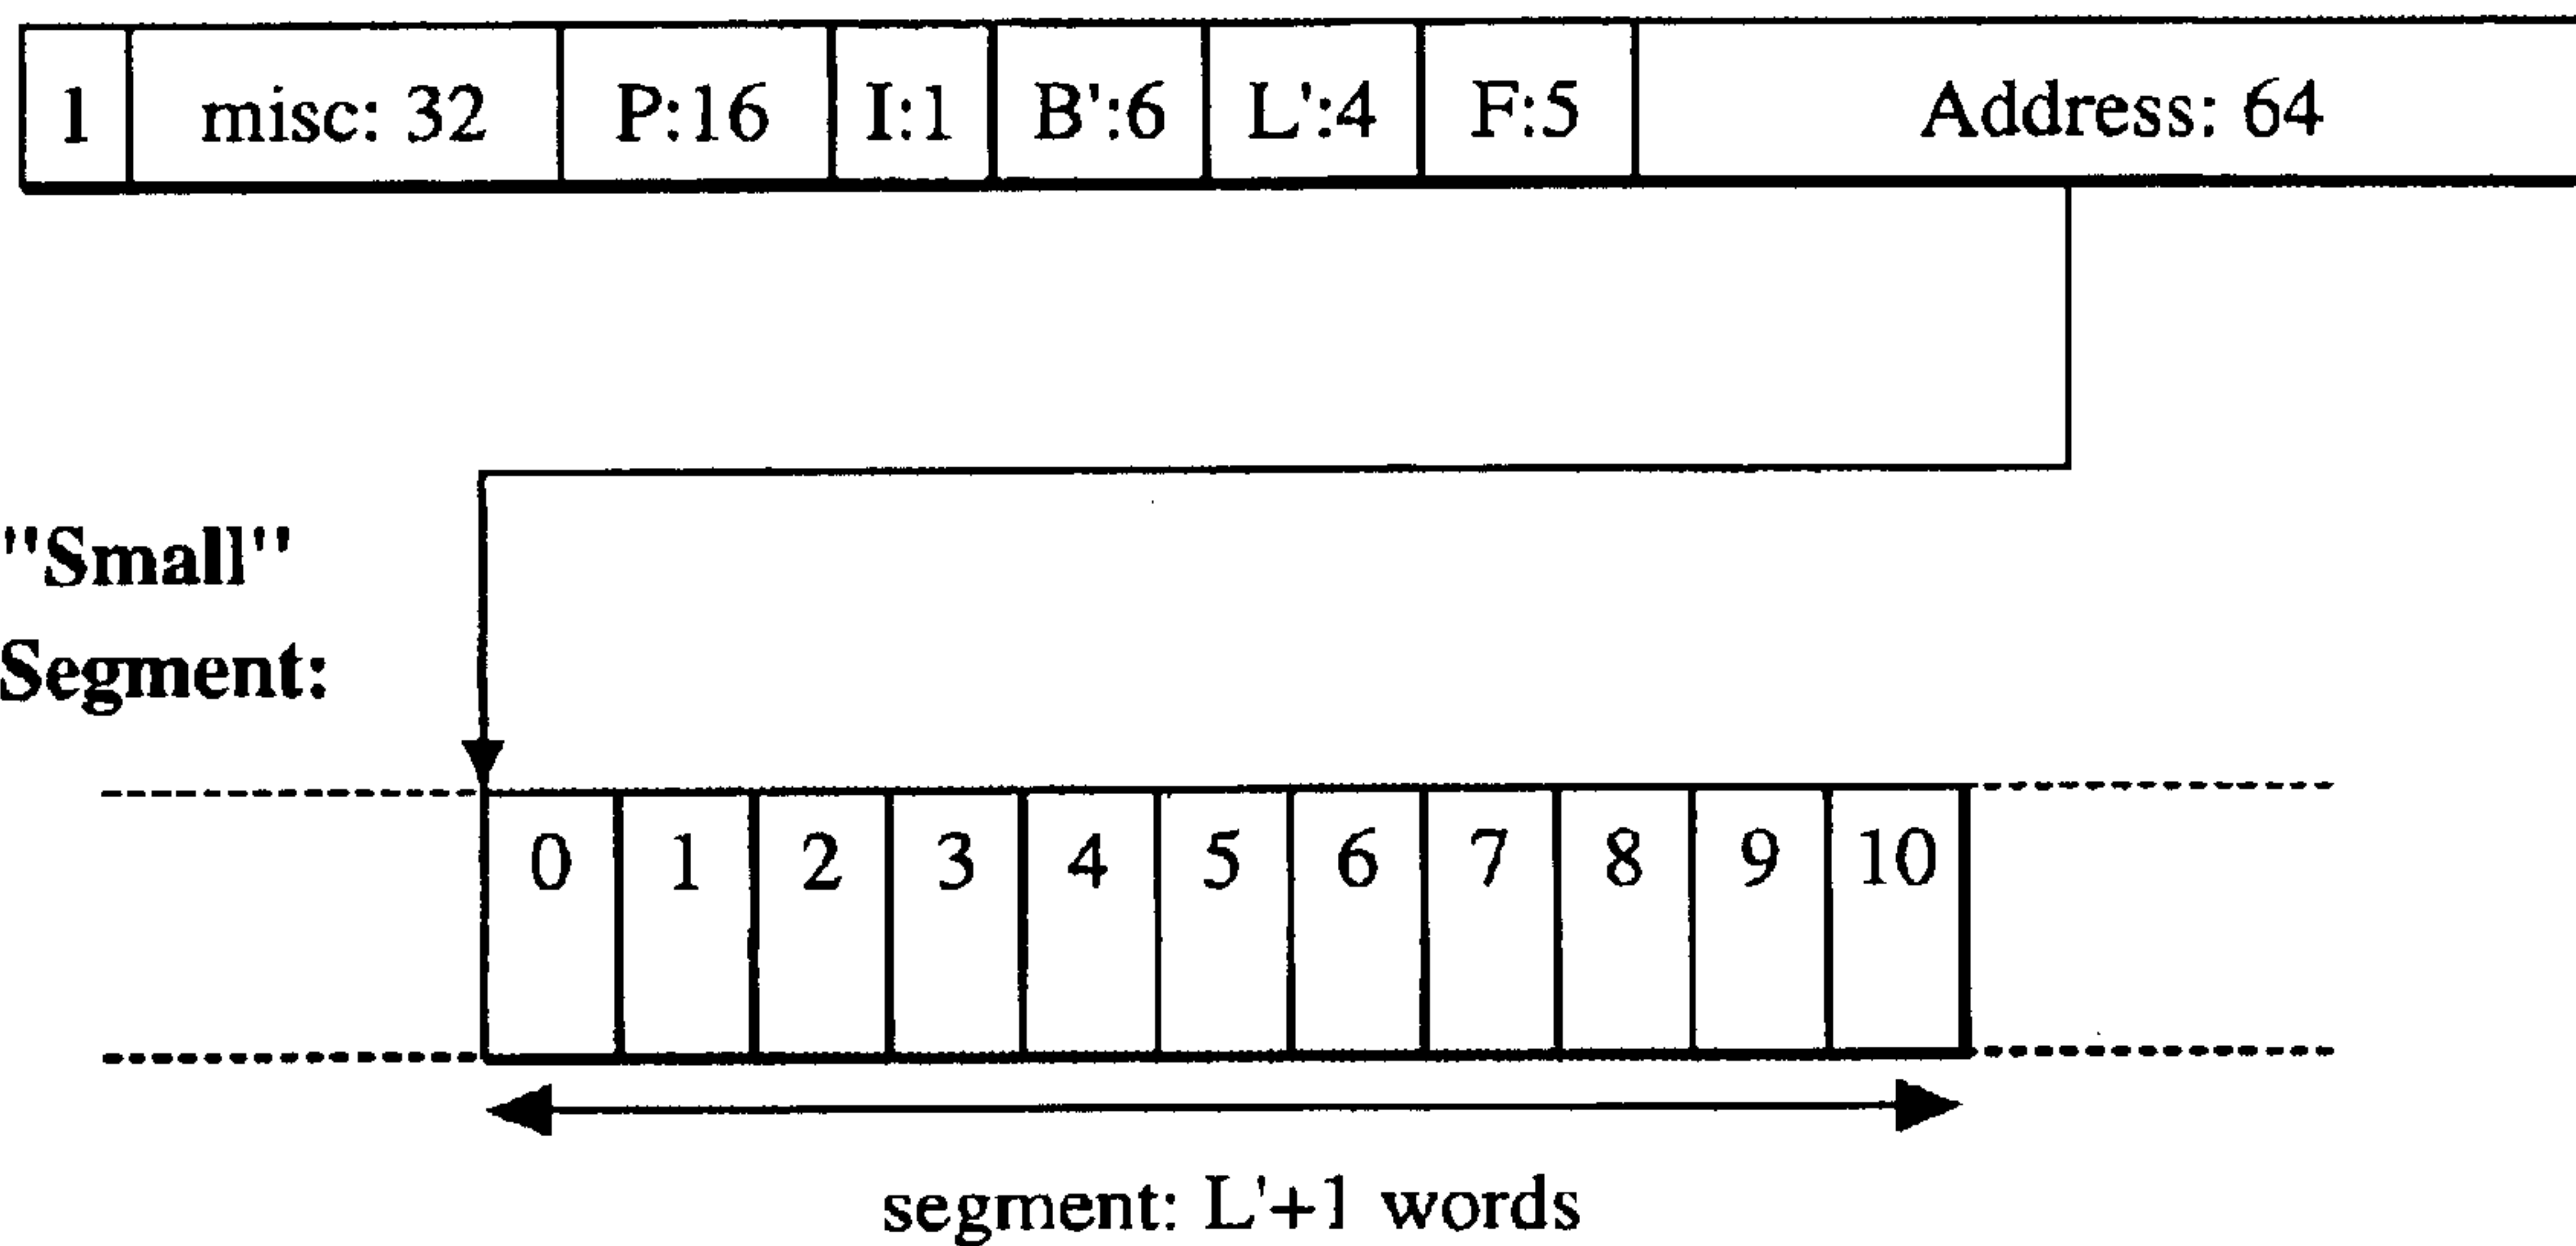 1 misc: 32 P:16 I:1 B':6 L':4 F:5 Address: 64
"Small"
Segment:
0 1 2 3 4 5 6 7 8 9 10
segment: L'+1 words